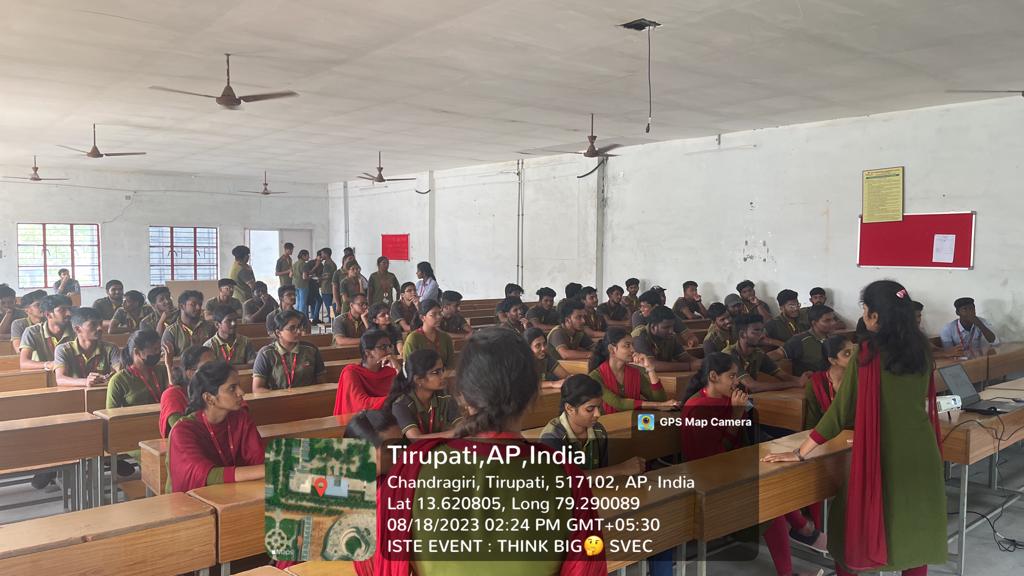 GPS Map Camera
Tirupati,AP,India
Chandragiri, Tirupati, 517102, AP, India
Lat 13.620805, Long 79.290089
08/18/2023 02:24 PM GMT+05:30
ISTE EVENT : THINK BIG🤔 SVEC
Maps